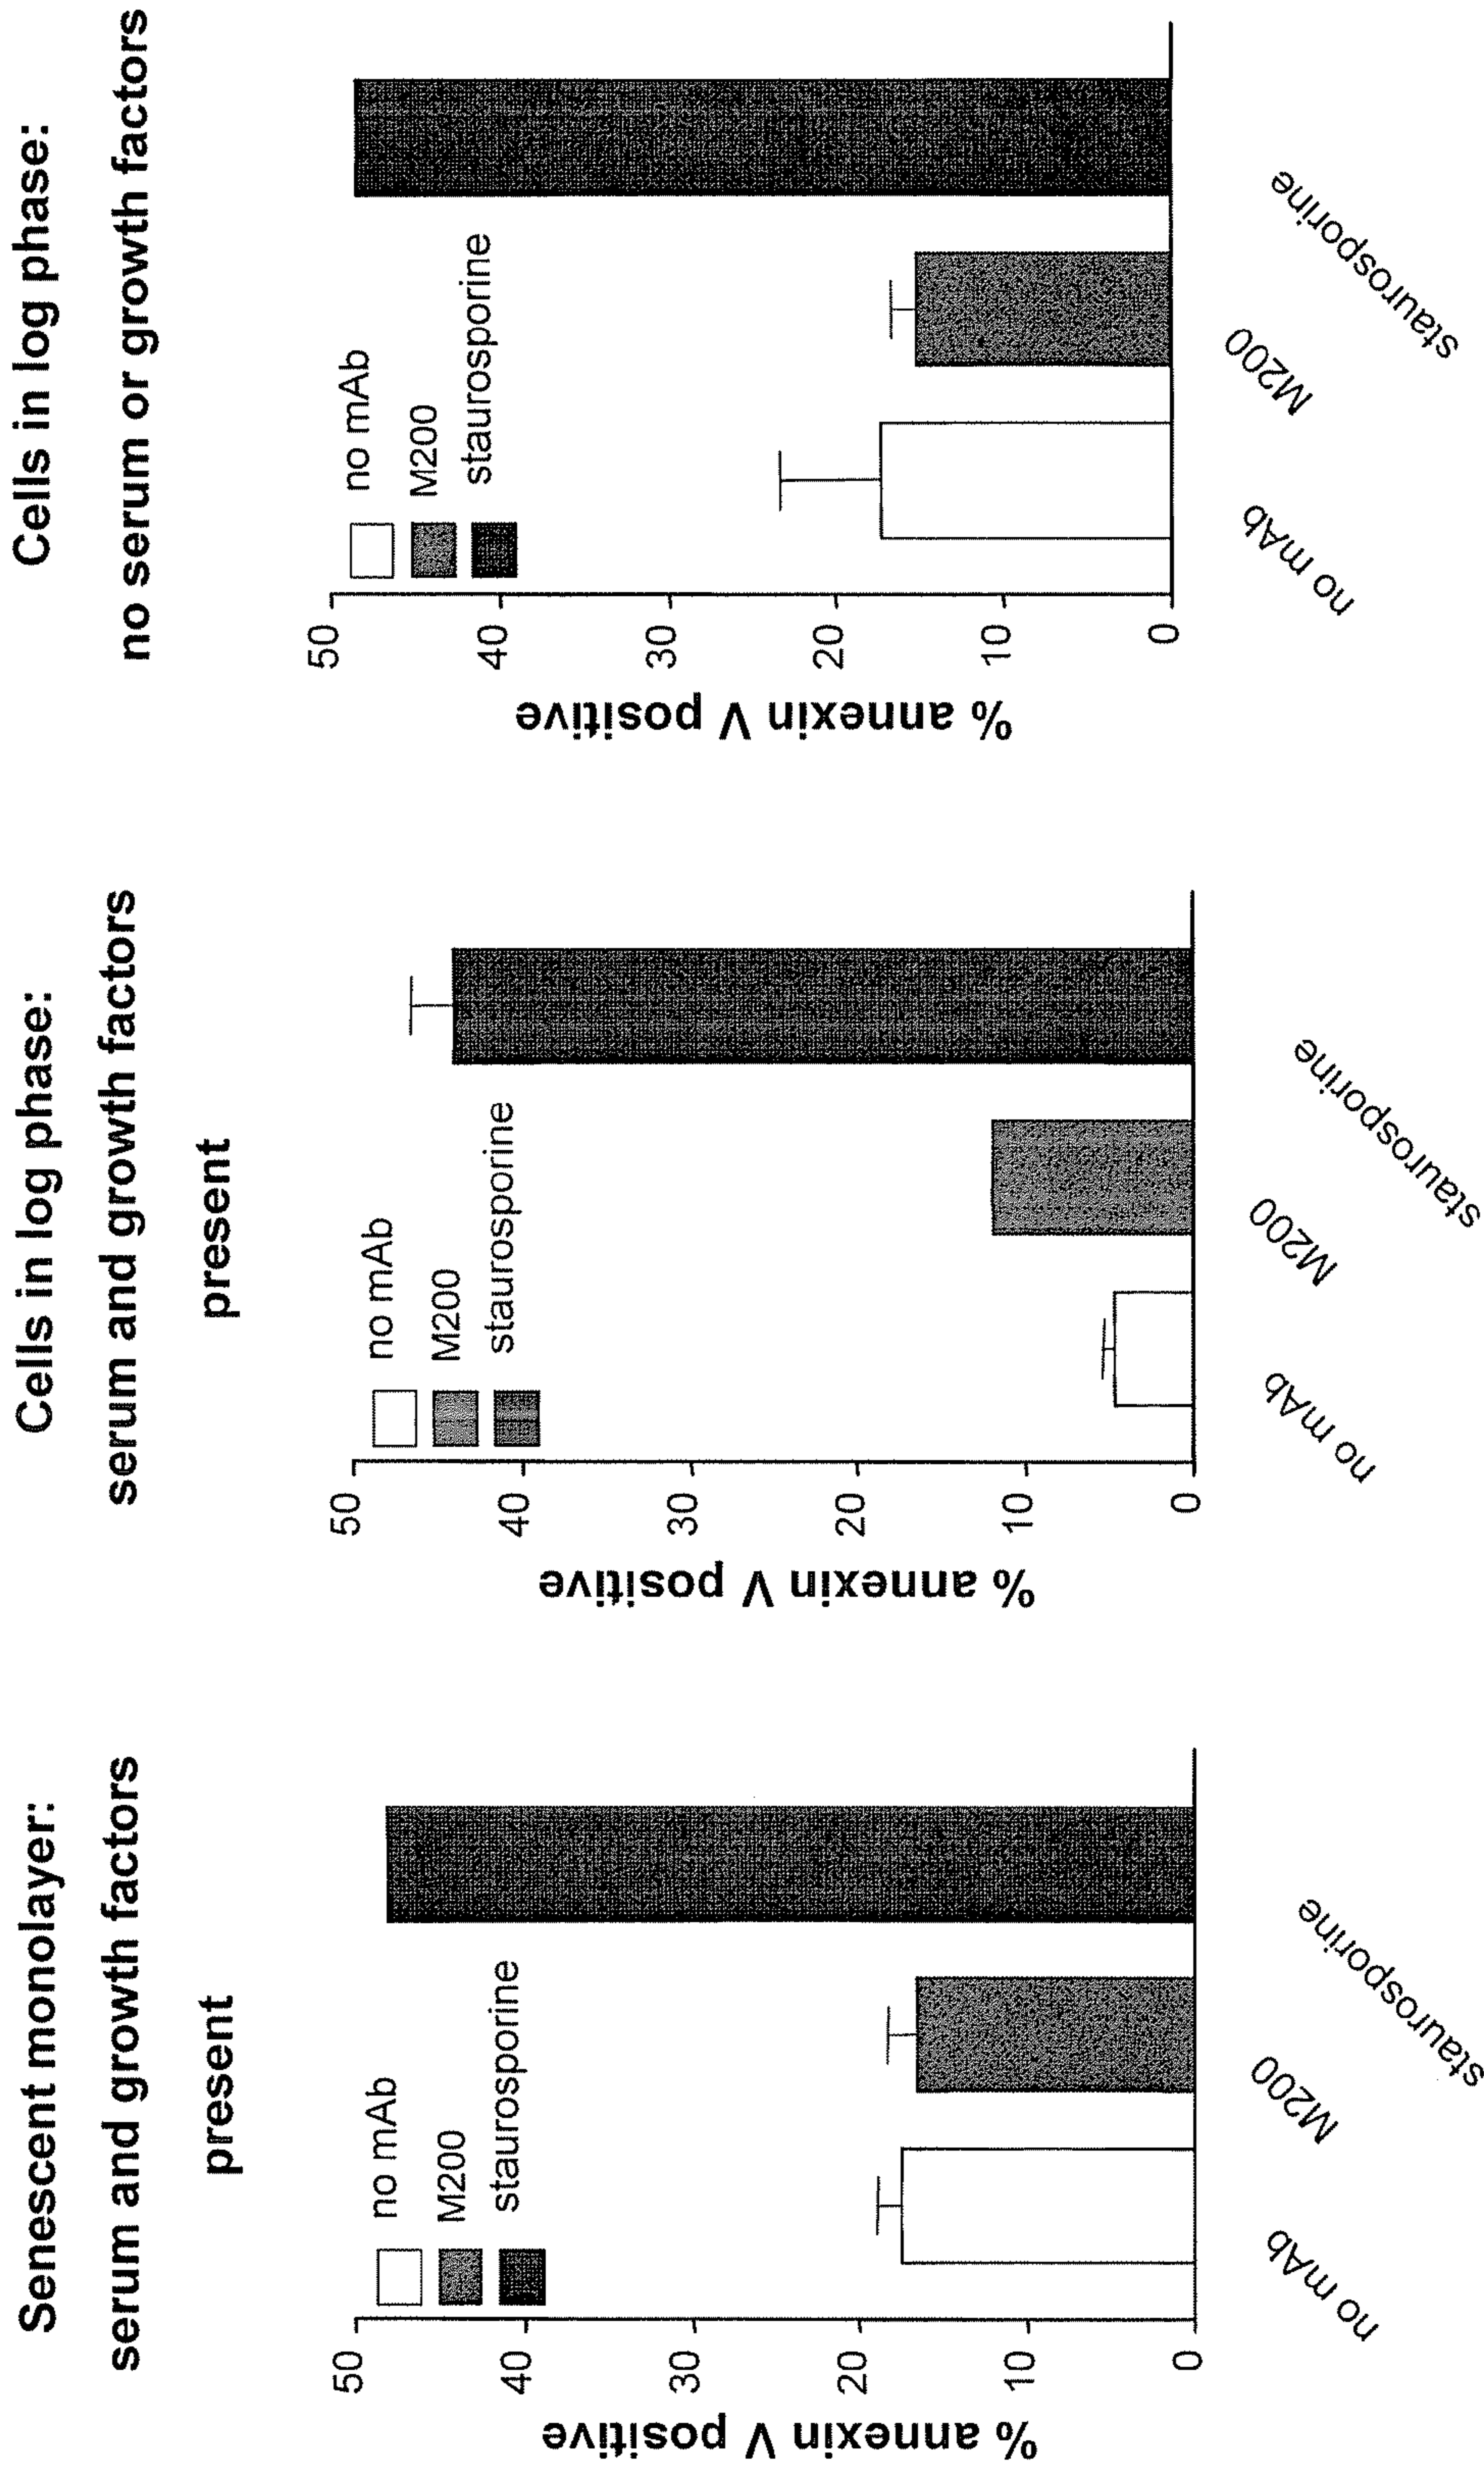 Senescent monolayer:
serum and growth factors
present
% annexin V positive
50
40
30
20
10
0
no mAb
M200
staurosporine
no mAb
M200
staurosporine
Cells in log phase:
serum and growth factors
present
% annexin V positive
50
40
30
20
10
0
no mAb
M200
staurosporine
no mAb
M200
staurosporine
Cells in log phase:
no serum or growth factors
% annexin V positive
50
40
30
20
10
0
no mAb
M200
staurosporine
no mAb
M200
staurosporine